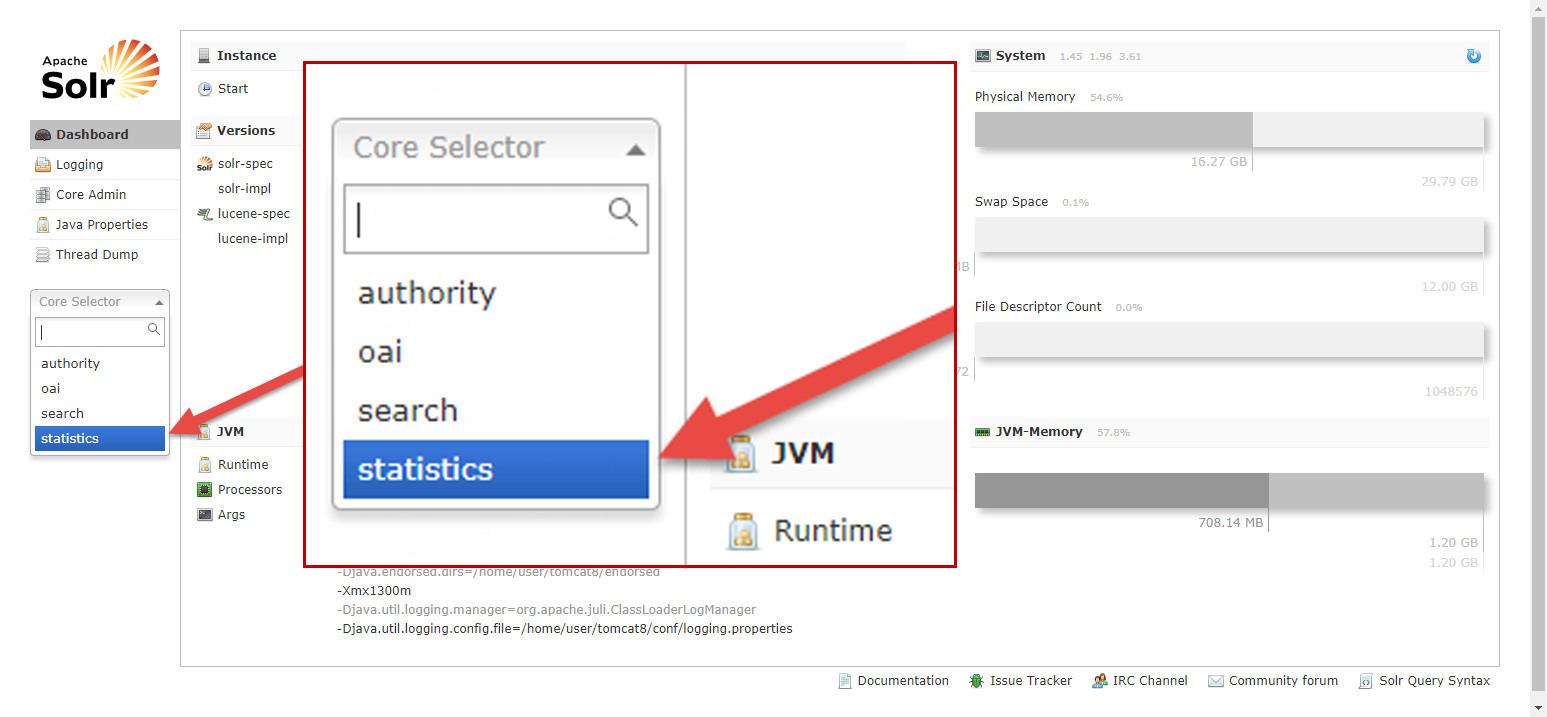 Apache
Solr
Dashboard
Logging
Core Admin
Java Properties
Thread Dump
Core Selector
authority
oai
search
statistics
Instance
Start
Versions
solr-spec
solr-impl
lucene-spec
lucene-impl
JVM
Runtime
Processors
Args
Core Selector
authority
oai
search
statistics
JVM
Runtime
-Djava.endorsed.dirs=/home/user/tomcat8/endorsed
-Xmx1300m
-Djava.util.logging.manager=org.apache.juli.ClassLoaderLogManager
-Djava.util.logging.config.file=/home/user/tomcat8/conf/logging.properties
System 1.45 1.96 3.61
Physical Memory 54.6%
16.27 GB
29.79 GB
Swap Space 0.1%
MB
12.00 GB
File Descriptor Count 0.0%
72
1048576
JVM-Memory 57.8%
708.14 MB
1.20 GB
1.20 GB
Documentation Issue Tracker IRC Channel Community forum Solr Query Syntax